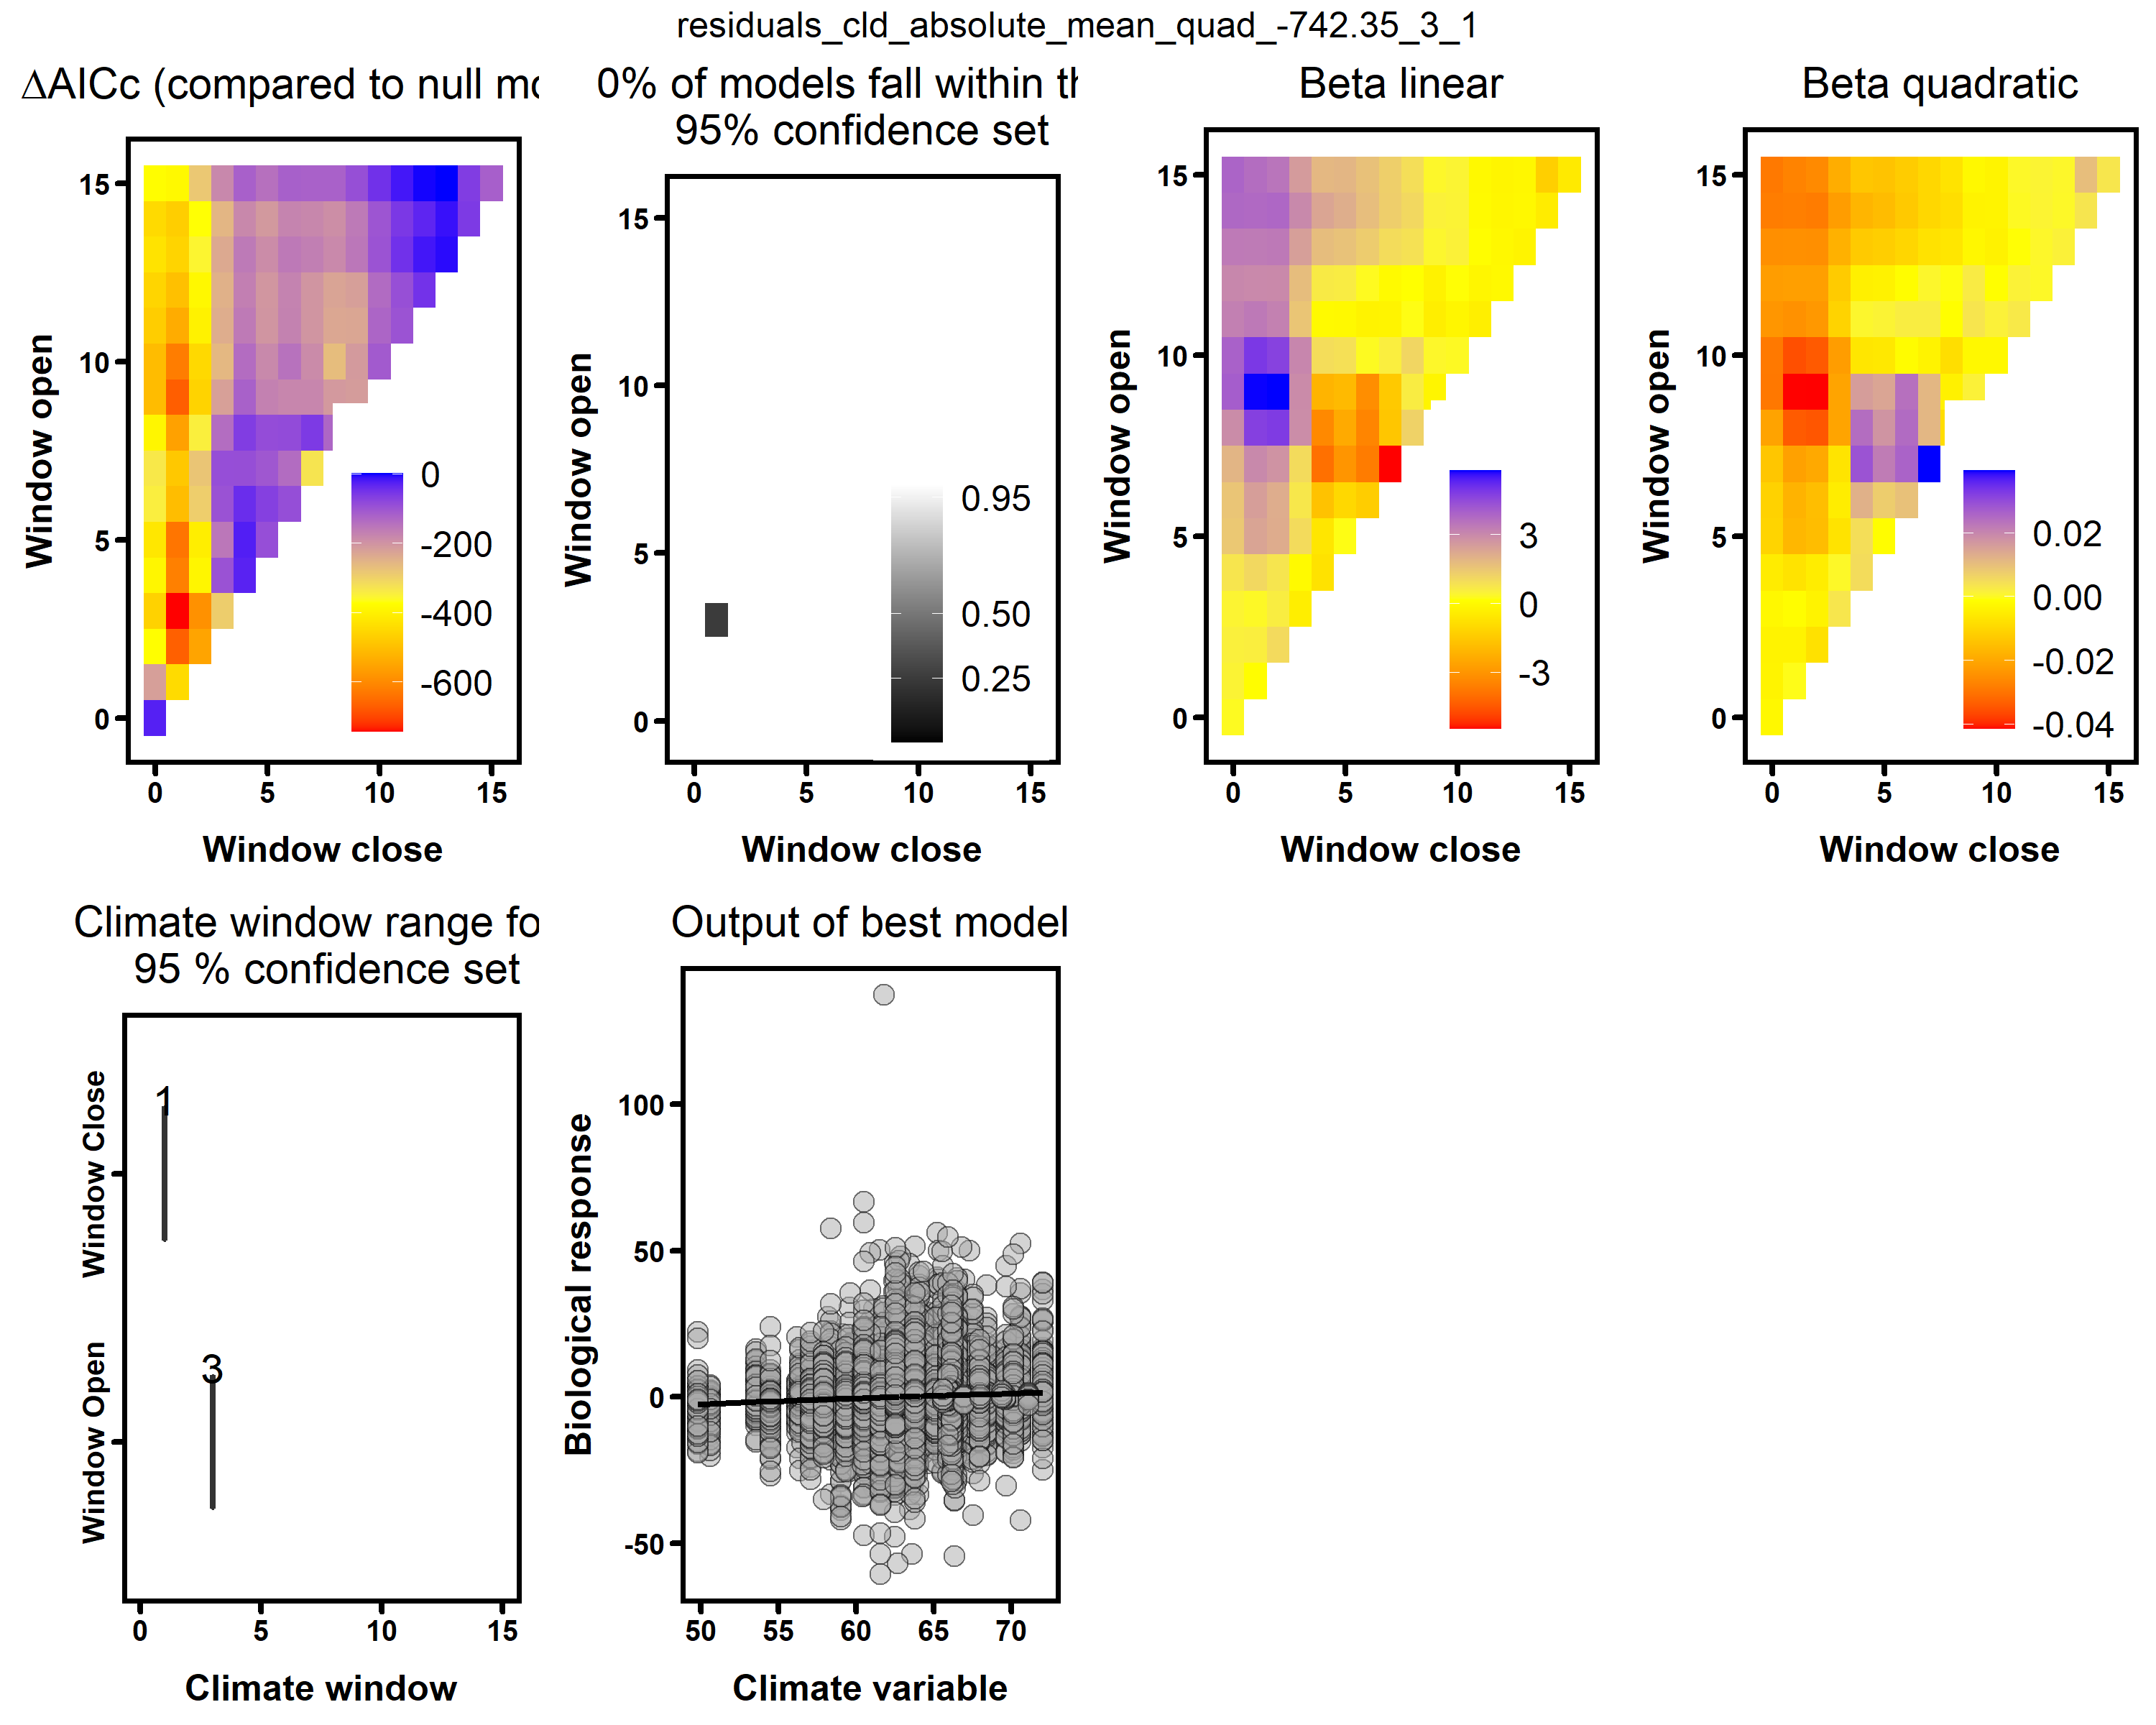 residuals_cld_absolute_mean_quad_-742.35_3_1
ΔAICc (compared to null mo
15
10
5
0
Window open
0
-200
-400
-600
0 5 10 15
Window close
0% of models fall within th
95% confidence set
15
10
5
0
Window open
0.95
0.50
0.25
0 5 10 15
Window close
Beta linear
15
10
5
0
Window open
3
0
-3
0 5 10 15
Window close
Beta quadratic
15
10
5
0
Window open
0.02
0.00
-0.02
-0.04
0 5 10 15
Window close
Climate window range fo
95 % confidence set
Window Close
Window Open
1
3
0 5 10 15
Climate window
Output of best model
100
50
0
-50
Biological response
50 55 60 65 70
Climate variable